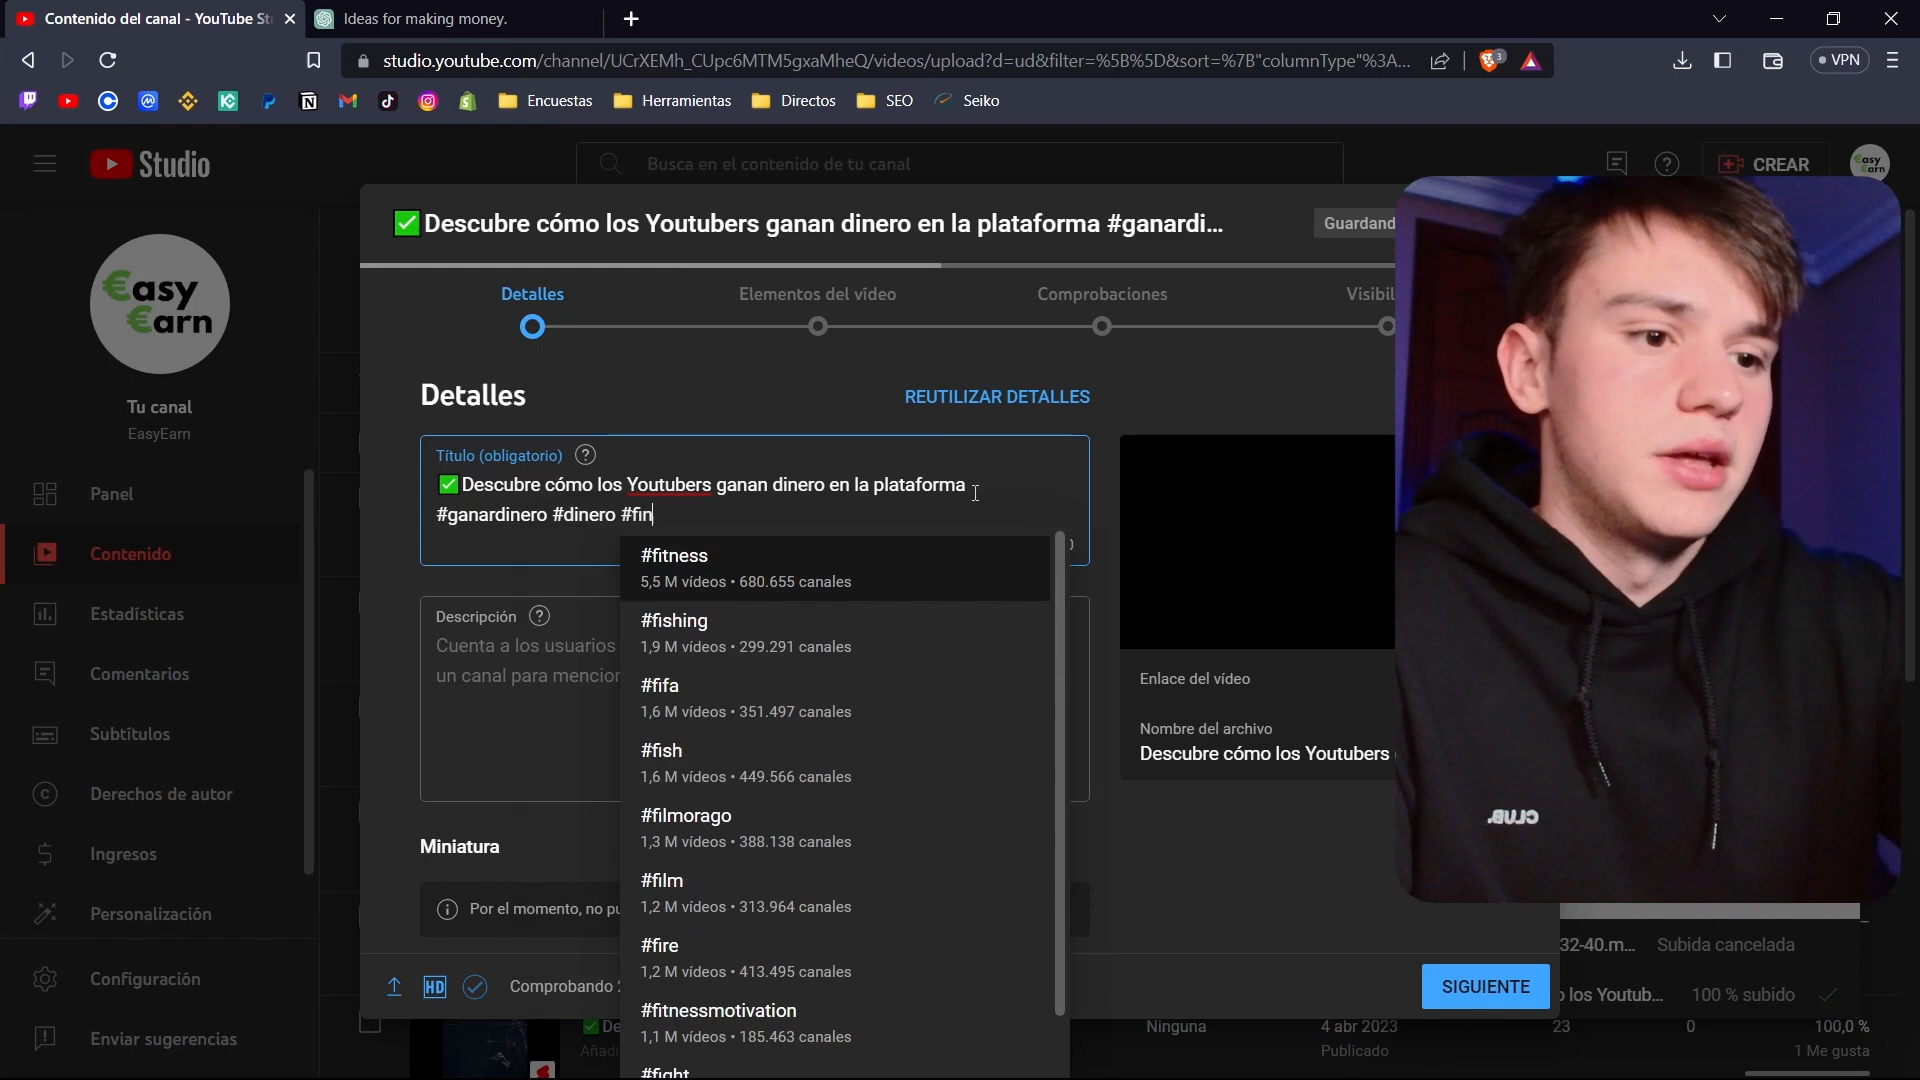 Contenido del canal - YouTube St
Ideas for making money.
studio.youtube.com/channel/UCrXEMh_CUpc6MTM5gxaMheQ/videos/upload?d=ud&filter=%5B%5D&sort=%7B"columnType"%3A...
3
VPN
Encuestas
Herramientas
Directos
SEO
Seiko
Studio
Busca en el contenido de tu canal
CREAR
€asy
€arn
✅Descubre cómo los Youtubers ganan dinero en la plataforma #ganardi...
Guardand
€asy
€arn
Tu canal
EasyEarn
Panel
Contenido
Estadísticas
Comentarios
Subtítulos
Derechos de autor
Ingresos
Personalización
Configuración
Enviar sugerencias
Detalles
Elementos del vídeo
Comprobaciones
Visibil
Detalles
REUTILIZAR DETALLES
Título (obligatorio)
✅Descubre cómo los Youtubers ganan dinero en la plataforma
#ganardinero #dinero #fin
#fitness
5,5 M vídeos • 680.655 canales
#fishing
1,9 M vídeos • 299.291 canales
#fifa
1,6 M vídeos • 351.497 canales
#fish
1,6 M vídeos • 449.566 canales
#filmorago
1,3 M vídeos • 388.138 canales
#film
1,2 M vídeos • 313.964 canales
#fire
1,2 M vídeos • 413.495 canales
#fitnessmotivation
1,1 M vídeos • 185.463 canales
#fight
Descripción
Cuenta a los usuarios
un canal para mencion
Miniatura
Por el momento, no pu
Enlace del vídeo
Nombre del archivo
Descubre cómo los Youtubers
CLUB.
HD
Comprobando
SIGUIENTE
32-40.m...
Subida cancelada
los Youtub...
100 % subido
✅De
Añadi
Ninguna
4 abr 2023
Publicado
23
0
100,0 %
1 Me gusta